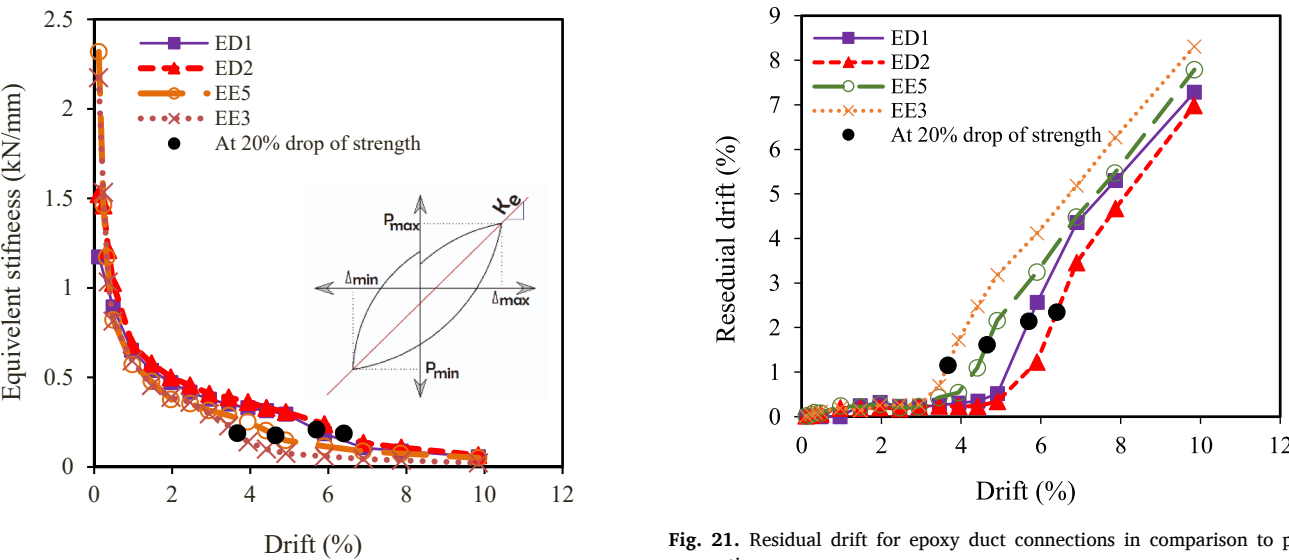 2.5
2
1.5
1
0.5
0
Equivelent stifness (kN/mm)
ED1
ED2
EE5
EE3
At 20% drop of strength
Ke
Pmax
Δmin
Δmax
Pmin
0 2 4 6 8 10 12
Drift (%)
9
8
7
6
5
4
3
2
1
0
Reseduial drift (%)
ED1
ED2
EE5
EE3
At 20% drop of strength
0 2 4 6 8 10 12
Drift (%)
Fig. 21. Residual drift for epoxy duct connections in comparison to p